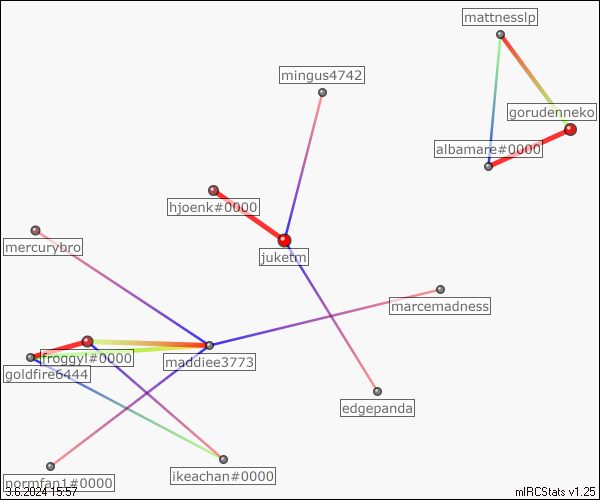 mattnesslp
mingus4742
gorudenneko
albamare#0000
hjoenk#0000
mercurybro
juketm
marcemadness
froggyl#0000
maddiee3773
goldfire6444
edgepanda
ikeachan#0000
normfan1#0000
3.6.2024 15:57
mIRCStats v1.25